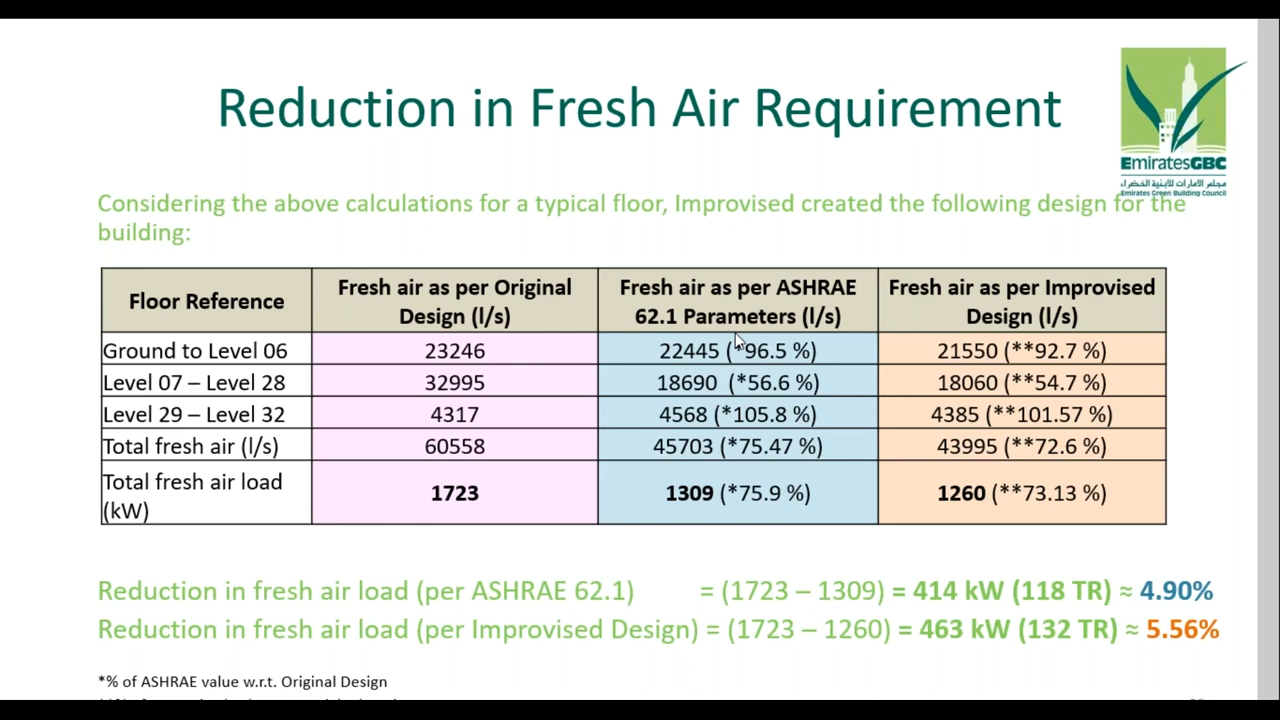 Reduction in Fresh Air Requirement
EmiratesGBC
مجلس الإمارات للأبنية الخضراء
Emirates Green Building Council
Considering the above calculations for a typical floor, Improvised created the following design for the
building:
Floor Reference
Fresh air as per Original
Design (l/s)
Fresh air as per ASHRAE
62.1 Parameters (l/s)
Fresh air as per Improvised
Design (l/s)
Ground to Level 06 23246 22445 (*96.5 %) 21550 (**92.7 %)
Level 07 – Level 28 32995 18690 (*56.6 %) 18060 (**54.7 %)
Level 29 – Level 32 4317 4568 (*105.8 %) 4385 (**101.57 %)
Total fresh air (l/s) 60558 45703 (*75.47 %) 43995 (**72.6 %)
Total fresh air load
(kW) 1723 1309 (*75.9 %) 1260 (**73.13 %)
Reduction in fresh air load (per ASHRAE 62.1) = (1723 – 1309) = 414 kW (118 TR) ≈ 4.90%
Reduction in fresh air load (per Improvised Design) = (1723 – 1260) = 463 kW (132 TR) ≈ 5.56%
*% of ASHRAE value w.r.t. Original Design